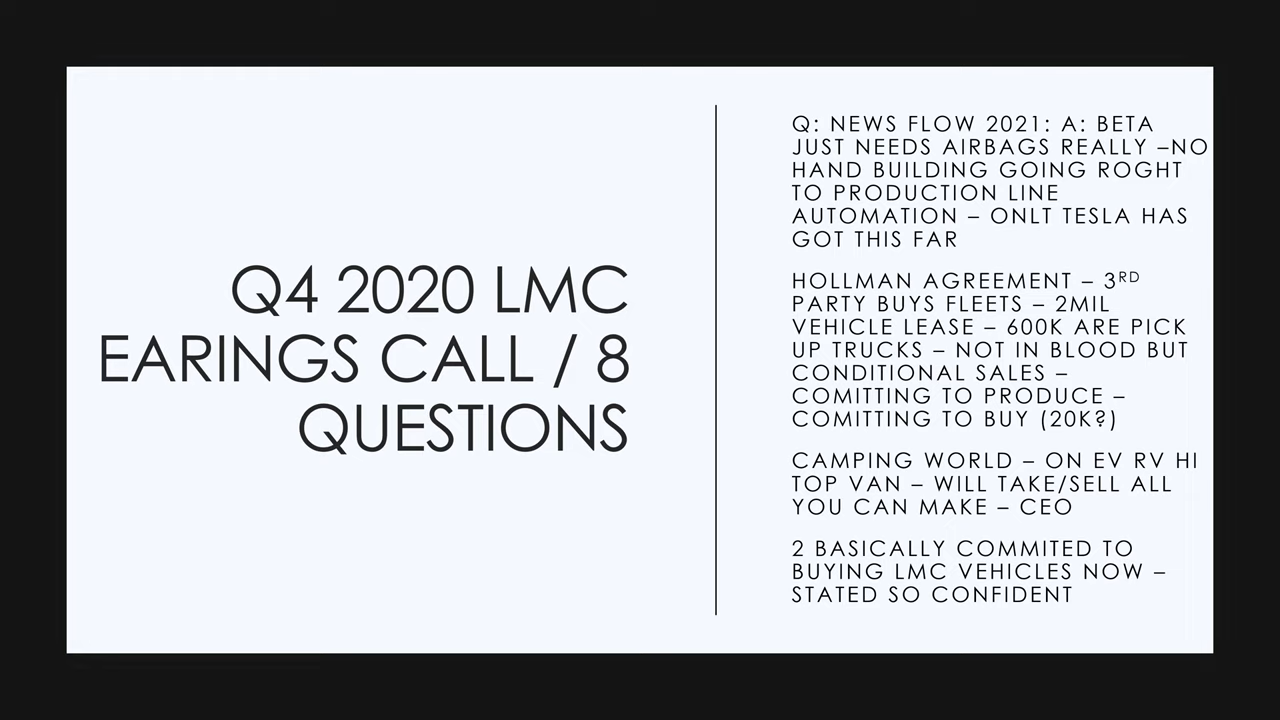 Q4 2020 LMC
EARINGS CALL / 8
QUESTIONS
Q: NEWS FLOW 2021: A: BETA
JUST NEEDS AIRBAGS REALLY –NO
HAND BUILDING GOING ROGHT
TO PRODUCTION LINE
AUTOMATION – ONLT TESLA HAS
GOT THIS FAR
HOLLMAN AGREEMENT – 3RD
PARTY BUYS FLEETS – 2MIL
VEHICLE LEASE – 600K ARE PICK
UP TRUCKS – NOT IN BLOOD BUT
CONDITIONAL SALES –
COMITTING TO PRODUCE –
COMITTING TO BUY (20K?)
CAMPING WORLD – ON EV RV HI
TOP VAN – WILL TAKE/SELL ALL
YOU CAN MAKE – CEO
2 BASICALLY COMMITED TO
BUYING LMC VEHICLES NOW –
STATED SO CONFIDENT